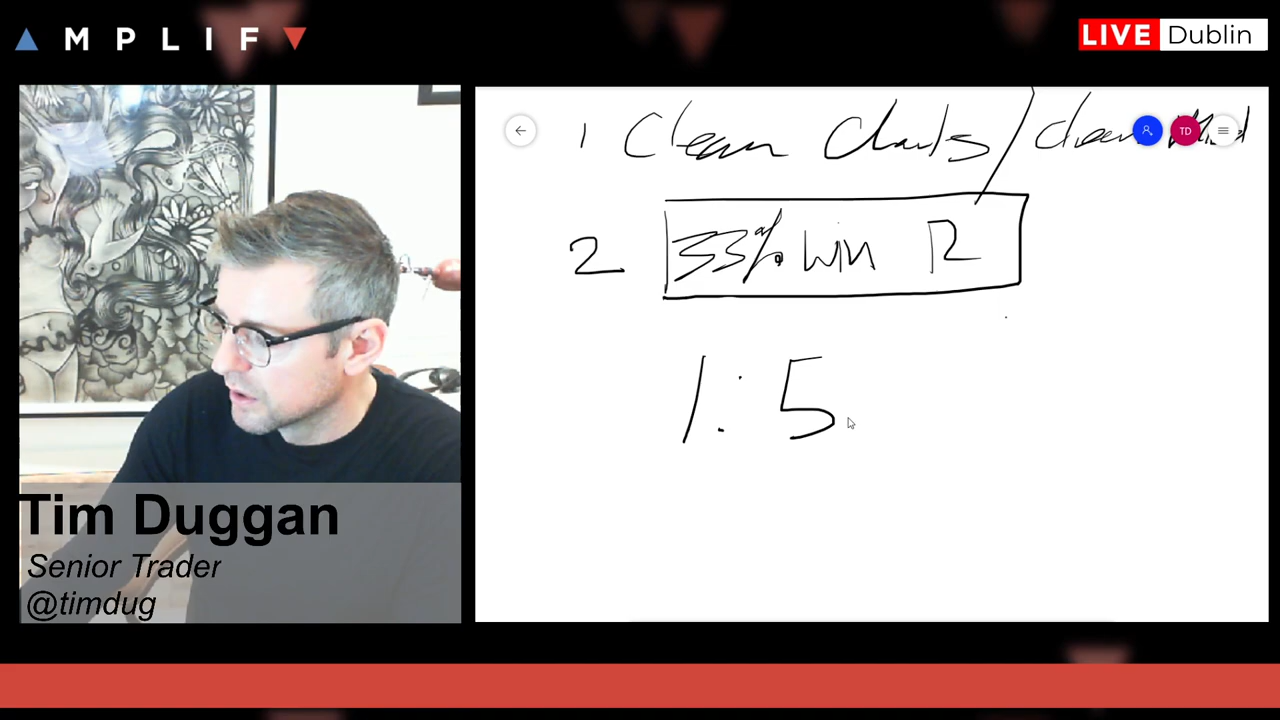 AMPLIFY
LIVE Dublin
1 Clean Charts / clean
TD
2 33% win R
1:5
Tim Duggan
Senior Trader
@timdug